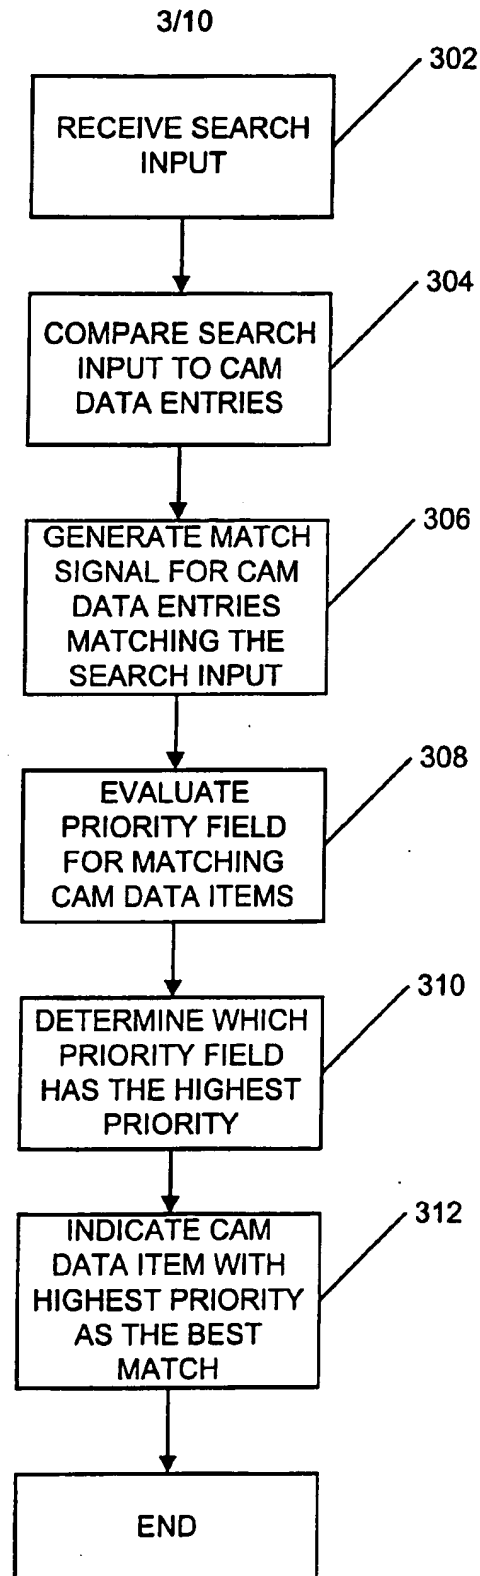 3/10
302
RECEIVE SEARCH
INPUT
304
COMPARE SEARCH
INPUT TO CAM
DATA ENTRIES
306
GENERATE MATCH
SIGNAL FOR CAM
DATA ENTRIES
MATCHING THE
SEARCH INPUT
308
EVALUATE
PRIORITY FIELD
FOR MATCHING
CAM DATA ITEMS
310
DETERMINE WHICH
PRIORITY FIELD
HAS THE HIGHEST
PRIORITY
312
INDICATE CAM
DATA ITEM WITH
HIGHEST PRIORITY
AS THE BEST
MATCH
END